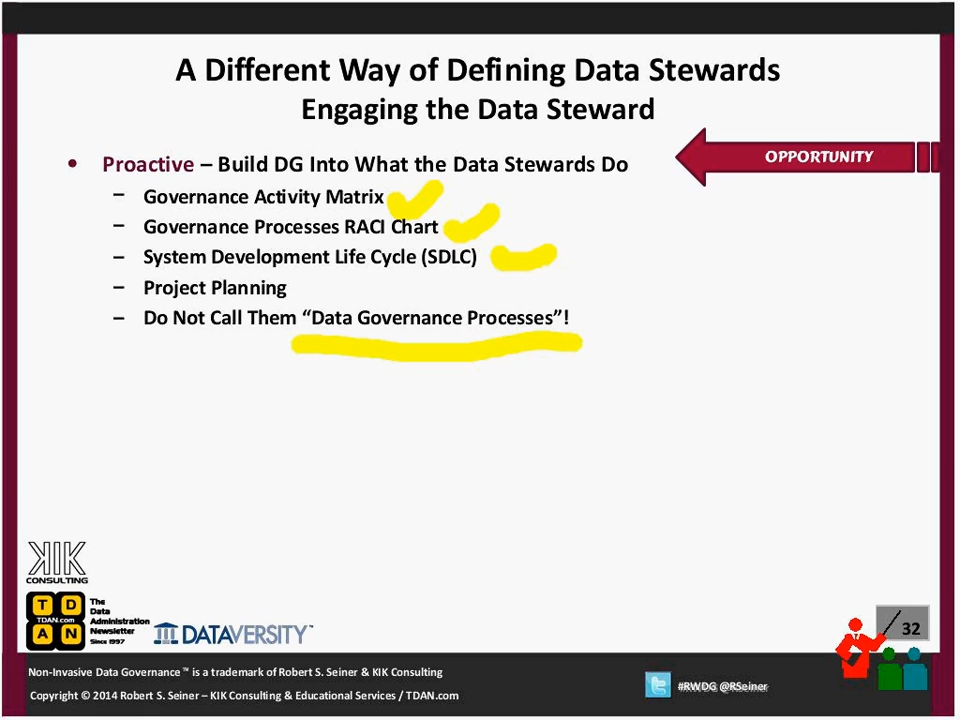 A Different Way of Defining Data Stewards
Engaging the Data Steward
• Proactive – Build DG Into What the Data Stewards Do
OPPORTUNITY
– Governance Activity Matrix
– Governance Processes RACI Chart
– System Development Life Cycle (SDLC)
– Project Planning
– Do Not Call Them “Data Governance Processes”!
KIK
CONSULTING
T D
TDAN.com
A N
The
Data
Administration
Newsletter
Since 1997
DATAVERSITY™
32
Non-Invasive Data Governance™ is a trademark of Robert S. Seiner & KIK Consulting
Copyright © 2014 Robert S. Seiner – KIK Consulting & Educational Services / TDAN.com
#RWDG @RSeiner